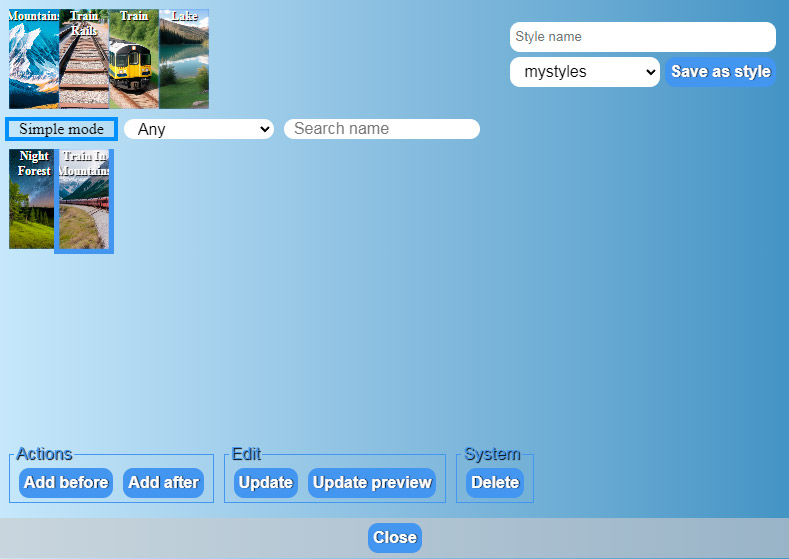 Mountains
Train
Rails
Train
Lake
Style name
mystyles
Save as style
Simple mode
Any
Search name
Night
Forest
Train In
Mountains
Actions
Add before
Add after
Edit
Update
Update preview
System
Delete
Close